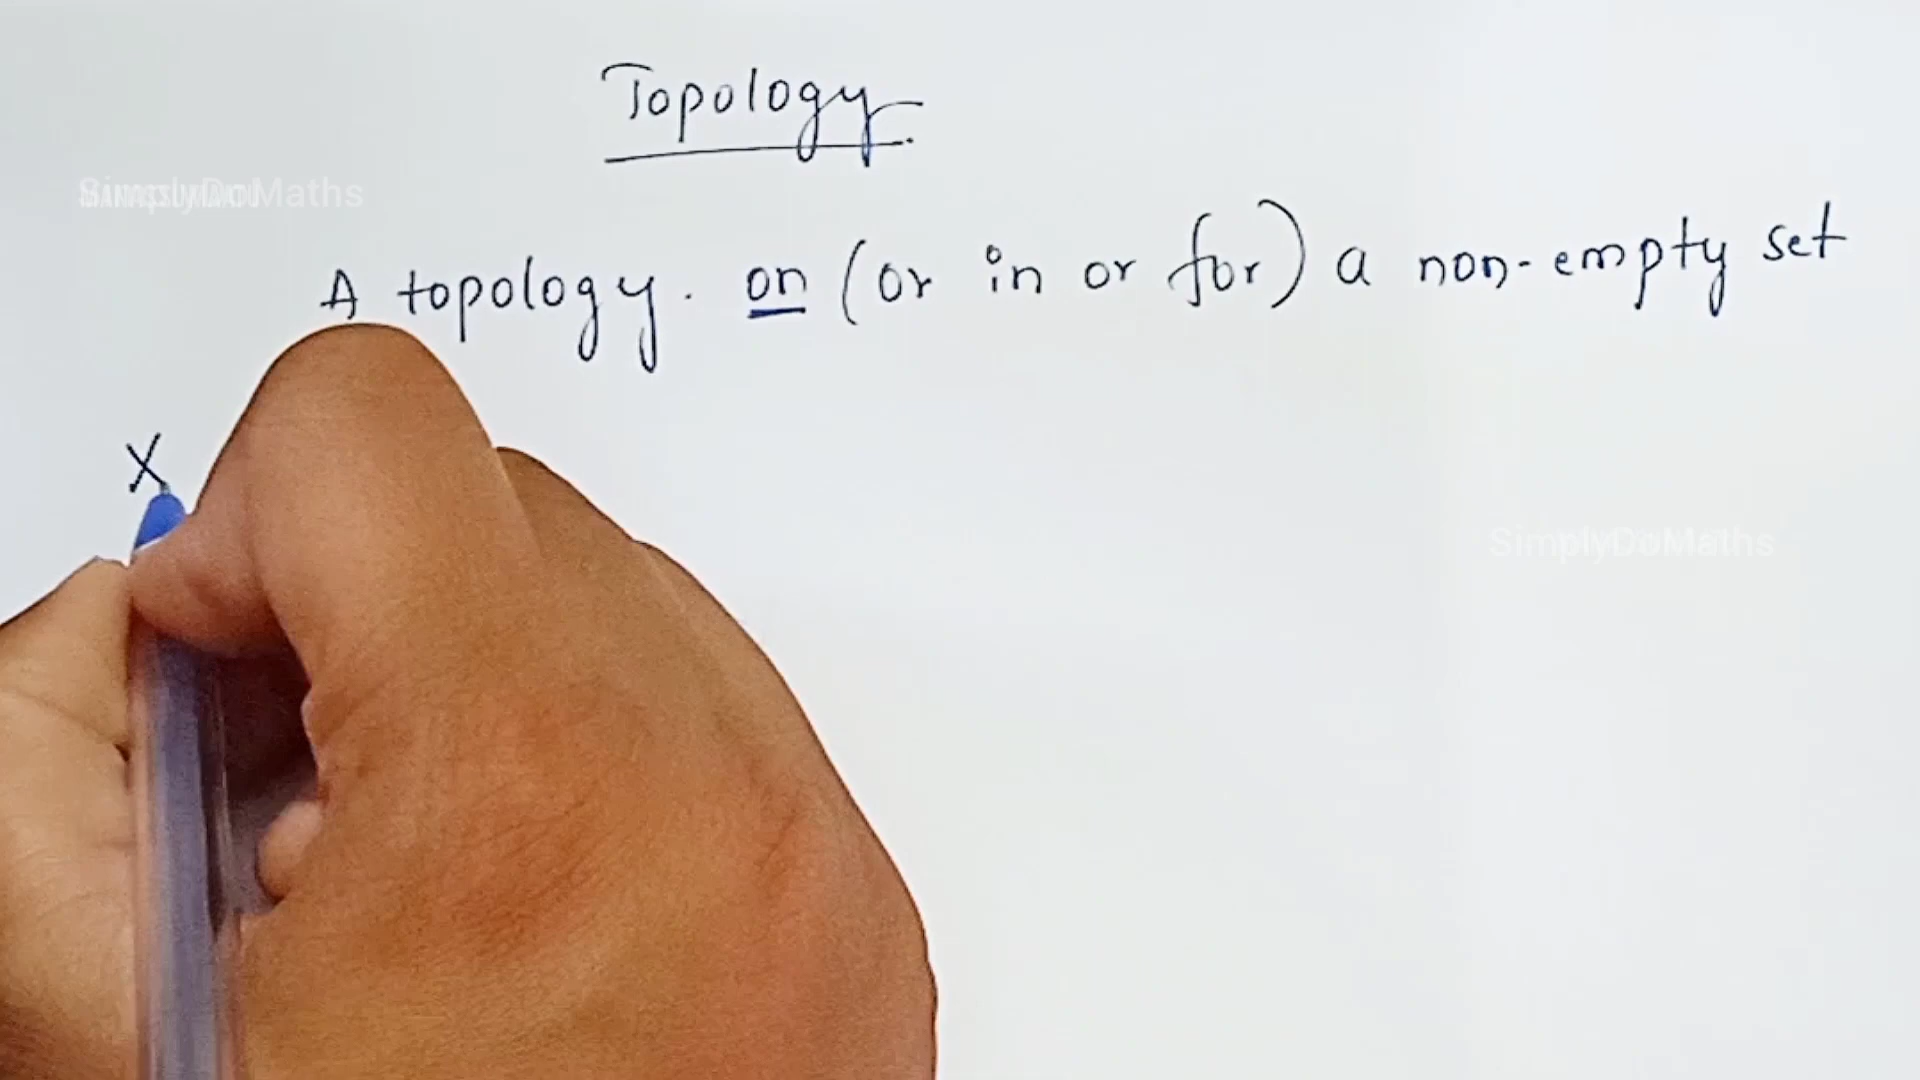 Topology
SimplyDoMaths
A topology. on (or in or for) a non-empty set
X
SimplyDoMaths